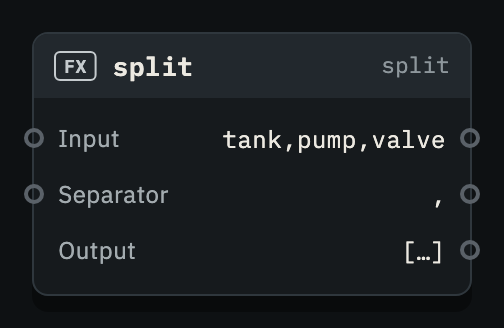 FX split split
Input tank,pump,valve
Separator ,
Output […]